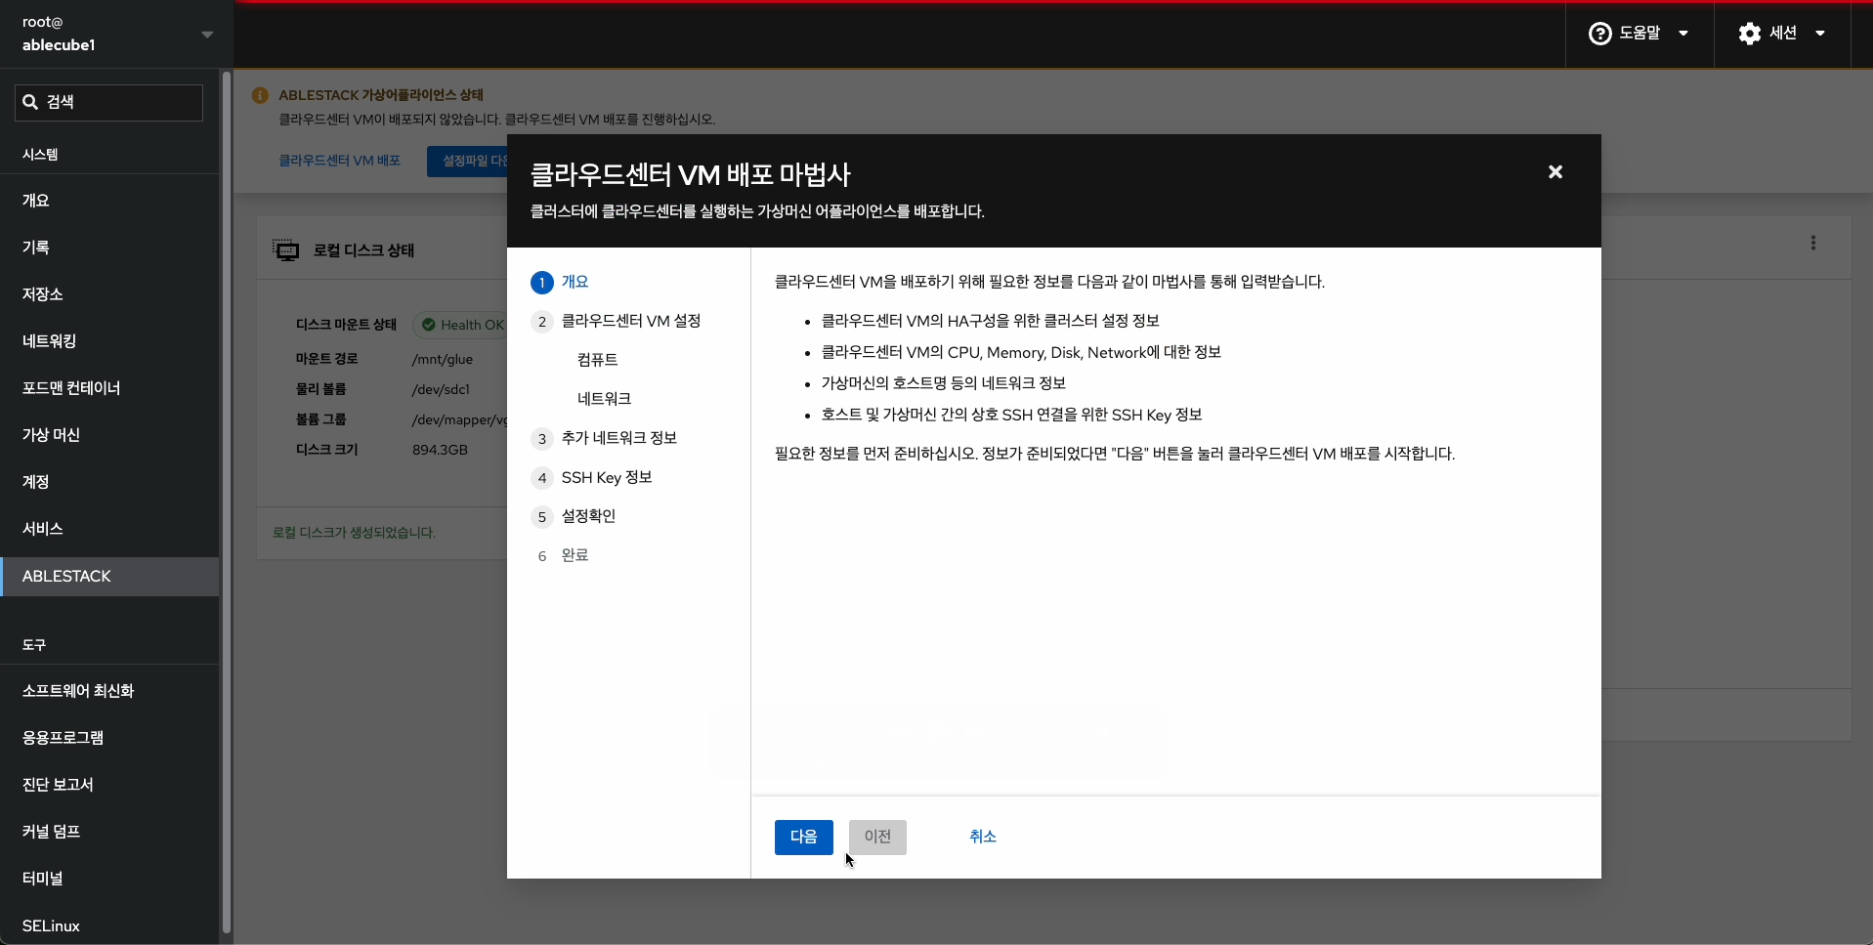 root@
ablecube1
도움말
세션
검색
시스템
개요
기록
저장소
네트워킹
포드맨 컨테이너
가상 머신
계정
서비스
ABLESTACK
도구
소프트웨어 최신화
응용프로그램
진단 보고서
커널 덤프
터미널
SELinux
ABLESTACK 가상어플라이언스 상태
클라우드센터 VM이 배포되지 않았습니다. 클라우드센터 VM 배포를 진행하십시오.
클라우드센터 VM 배포
설정파일 다운
로컬 디스크 상태
디스크 마운트 상태 Health OK
마운트 경로 /mnt/glue
물리 볼륨 /dev/sdc1
볼륨 그룹 /dev/mapper/vg
디스크 크기 894.3GB
로컬 디스크가 생성되었습니다.
클라우드센터 VM 배포 마법사
클러스터에 클라우드센터를 실행하는 가상머신 어플라이언스를 배포합니다.
1 개요
2 클라우드센터 VM 설정
컴퓨트
네트워크
3 추가 네트워크 정보
4 SSH Key 정보
5 설정확인
6 완료
클라우드센터 VM을 배포하기 위해 필요한 정보를 다음과 같이 마법사를 통해 입력받습니다.
• 클라우드센터 VM의 HA구성을 위한 클러스터 설정 정보
• 클라우드센터 VM의 CPU, Memory, Disk, Network에 대한 정보
• 가상머신의 호스트명 등의 네트워크 정보
• 호스트 및 가상머신 간의 상호 SSH 연결을 위한 SSH Key 정보
필요한 정보를 먼저 준비하십시오. 정보가 준비되었다면 "다음" 버튼을 눌러 클라우드센터 VM 배포를 시작합니다.
다음
이전
취소